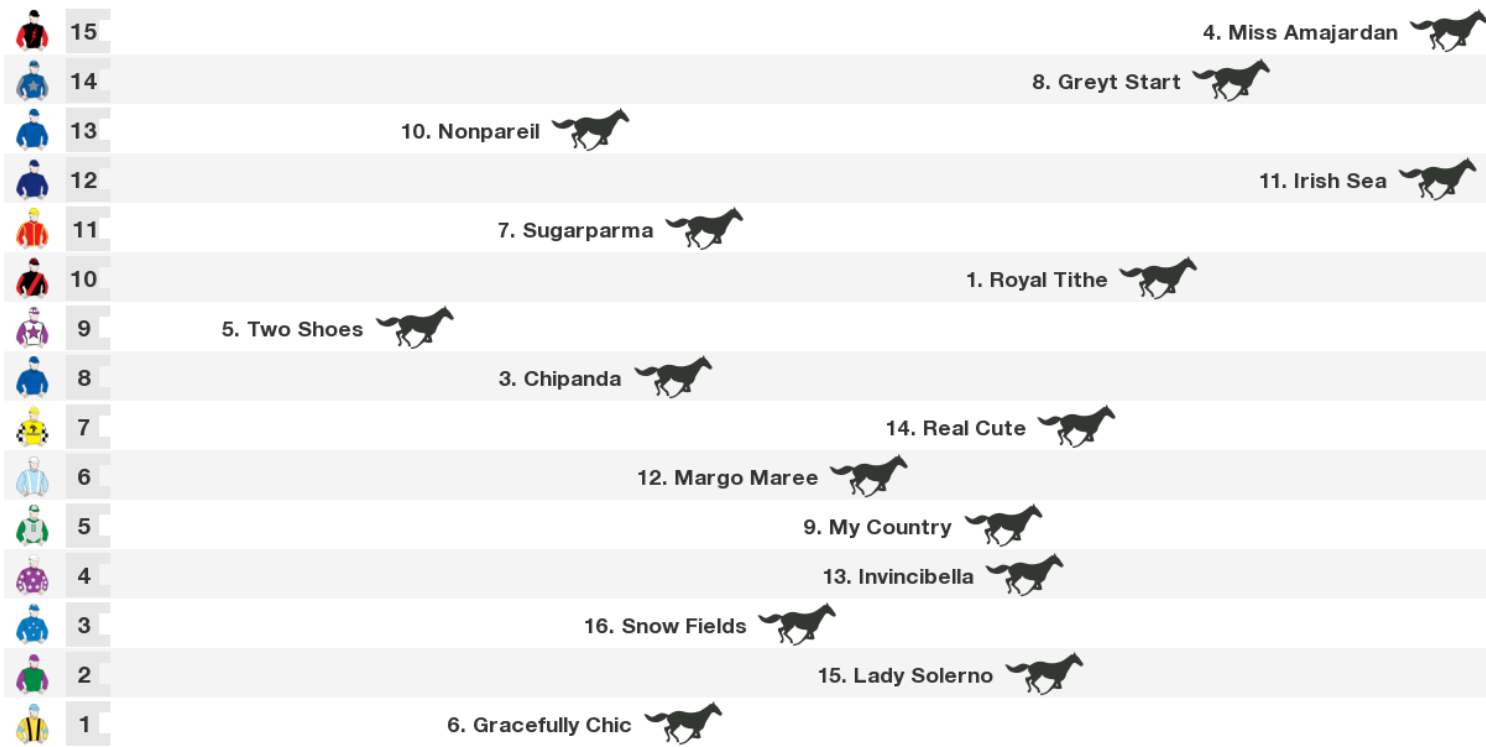 15 4. Miss Amajardan
14 8. Greyt Start
13 10. Nonpareil
12 11. Irish Sea
11 7. Sugarparma
10 1. Royal Tithe
9 5. Two Shoes
8 3. Chipanda
7 14. Real Cute
6 12. Margo Maree
5 9. My Country
4 13. Invincibella
3 16. Snow Fields
2 15. Lady Solerno
1 6. Gracefully Chic